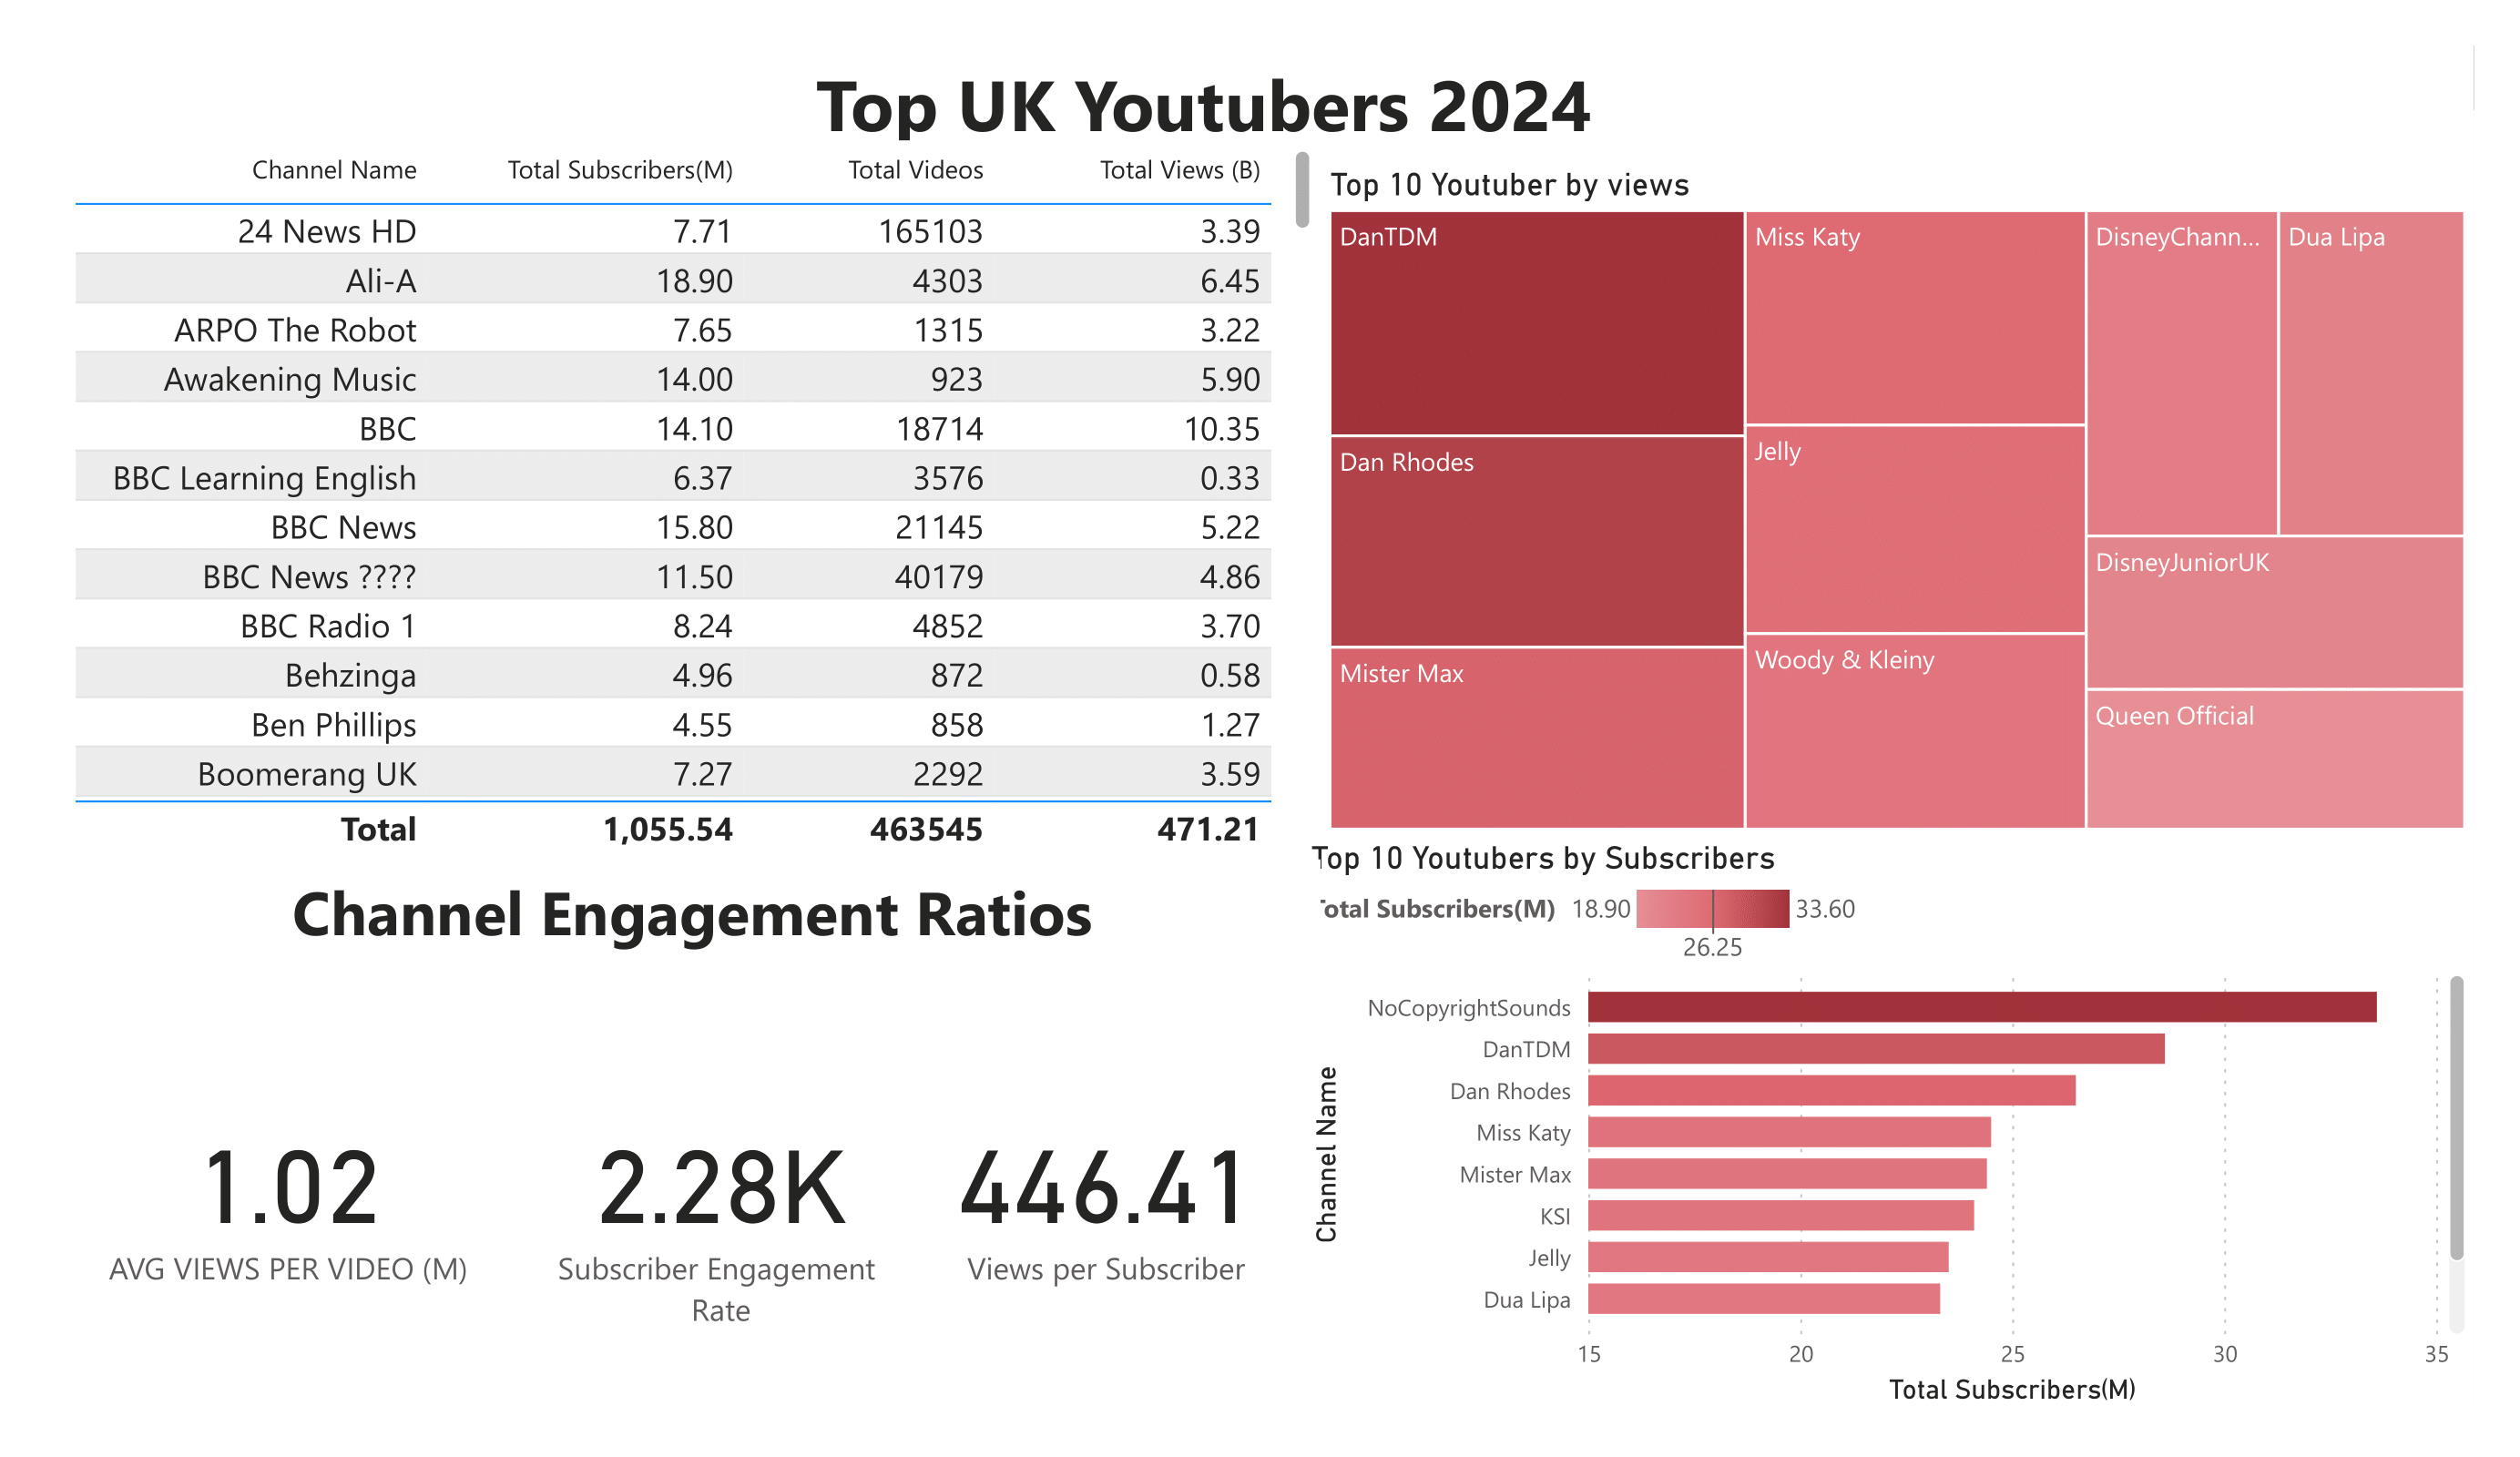 Top UK Youtubers 2024
Channel Name Total Subscribers(M) Total Videos Total Views (B)
24 News HD 7.71 165103 3.39
Ali-A 18.90 4303 6.45
ARPO The Robot 7.65 1315 3.22
Awakening Music 14.00 923 5.90
BBC 14.10 18714 10.35
BBC Learning English 6.37 3576 0.33
BBC News 15.80 21145 5.22
BBC News ???? 11.50 40179 4.86
BBC Radio 1 8.24 4852 3.70
Behzinga 4.96 872 0.58
Ben Phillips 4.55 858 1.27
Boomerang UK 7.27 2292 3.59
Total 1,055.54 463545 471.21
Top 10 Youtuber by views
DanTDM
Dan Rhodes
Mister Max
Miss Katy
Jelly
Woody & Kleiny
DisneyChann...
Dua Lipa
DisneyJuniorUK
Queen Official
Channel Engagement Ratios
1.02
AVG VIEWS PER VIDEO (M)
2.28K
Subscriber Engagement
Rate
446.41
Views per Subscriber
Top 10 Youtubers by Subscribers
Total Subscribers(M) 18.90 33.60
26.25
Channel Name
NoCopyrightSounds
DanTDM
Dan Rhodes
Miss Katy
Mister Max
KSI
Jelly
Dua Lipa
15 20 25 30 35
Total Subscribers(M)